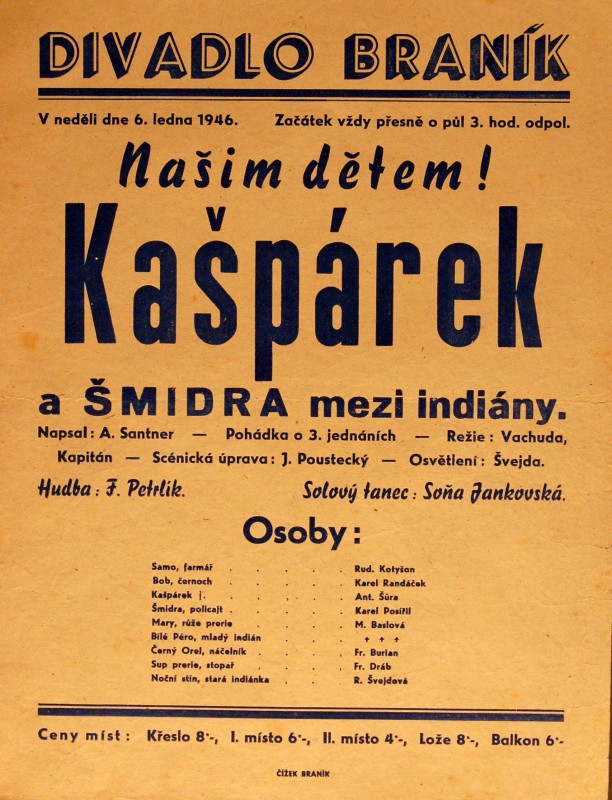 DIVADLO BRANÍK
V neděli dne 6. ledna 1946. Začátek vždy přesně o půl 3. hod. odpol.
Našim dětem!
Kašpárek
a ŠMIDRA mezi indiány.
Napsal: A. Santner — Pohádka o 3. jednáních — Režie: Vachuda,
Kapitán — Scénická úprava: J. Poustecký — Osvětlení: Švejda.
Hudba: F. Petrlík. Solový tanec: Soňa Jankovská.
Osoby:
Samo, farmář . . . . . . Rud. Kotyšan
Bob, černoch . . . . . . Karel Randáček
Kašpárek j. . . . . . . Ant. Šůra
Šmidra, policajt . . . . . . Karel Posířil
Mary, růže prerie . . . . . M. Baslová
Bílé Péro, mladý indián . . . . + + +
Černý Orel, náčelník . . . . . Fr. Burian
Sup prerie, stopař . . . . . Fr. Dráb
Noční stín, stará indiánka . . . . R. Švejdová
Ceny míst: Křeslo 8·-, I. místo 6·-, II. místo 4·-, Lože 8·-, Balkon 6·-
ČÍŽEK BRANÍK